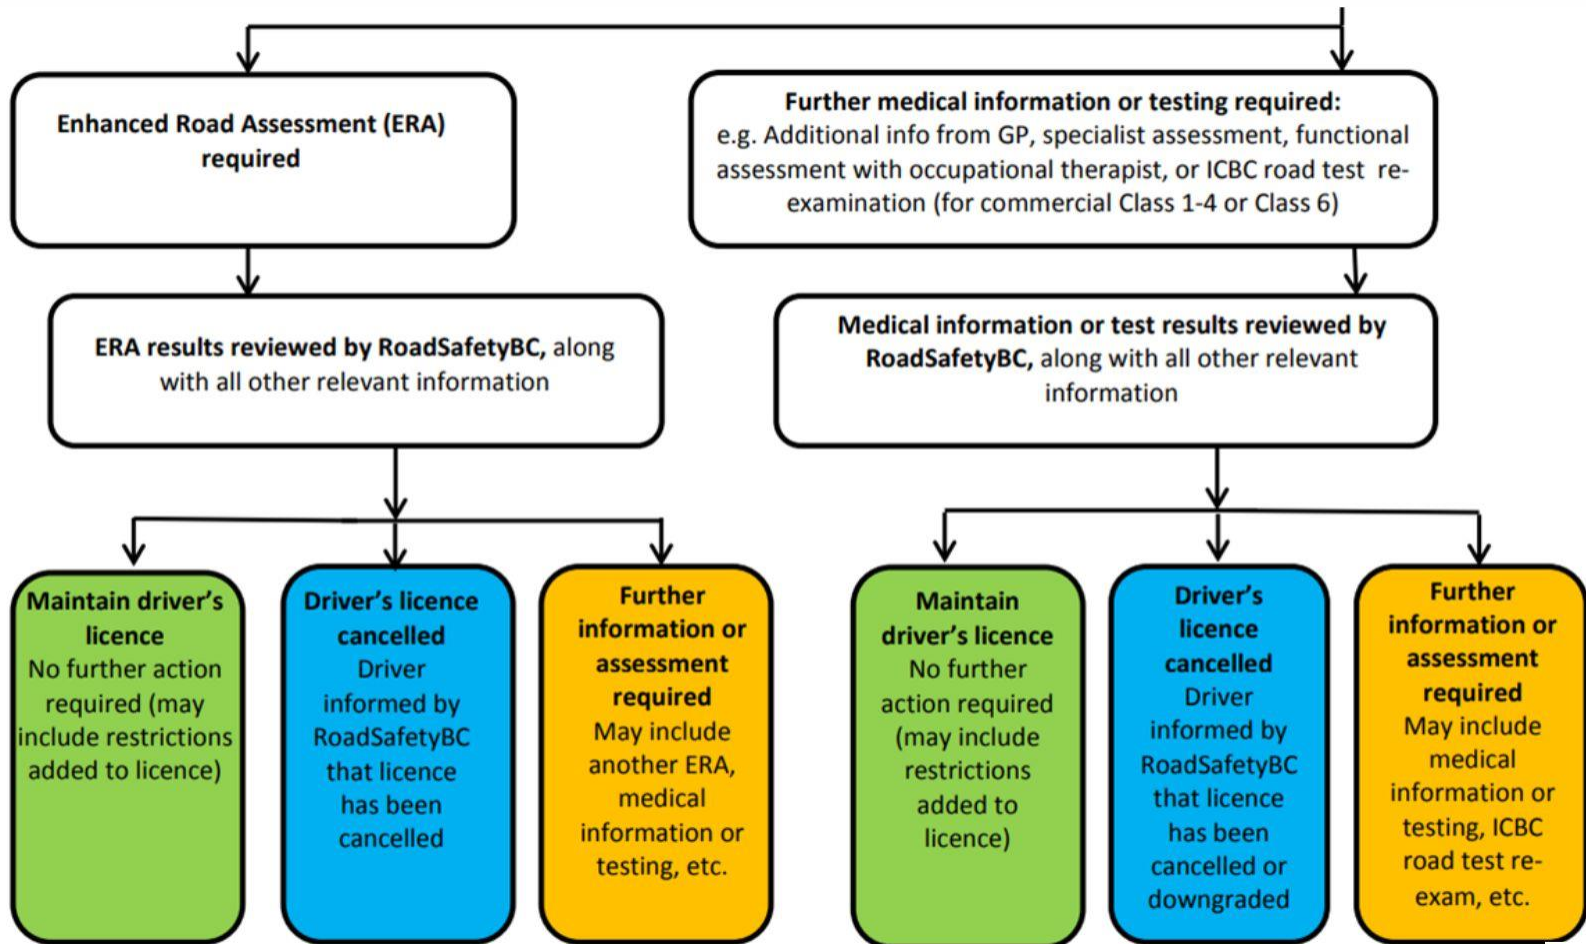 Enhanced Road Assessment (ERA)
required
Further medical information or testing required:
e.g. Additional info from GP, specialist assessment, functional
assessment with occupational therapist, or ICBC road test re-
examination (for commercial Class 1-4 or Class 6)
ERA results reviewed by RoadSafetyBC, along
with all other relevant information
Medical information or test results reviewed by
RoadSafetyBC, along with all other relevant
information
Maintain driver’s
licence
No further action
required (may
include restrictions
added to licence)
Driver’s licence
cancelled
Driver
informed by
RoadSafetyBC
that licence
has been
cancelled
Further
information or
assessment
required
May include
another ERA,
medical
information or
testing, etc.
Maintain
driver’s licence
No further
action required
(may include
restrictions
added to
licence)
Driver’s
licence
cancelled
Driver
informed by
RoadSafetyBC
that licence
has been
cancelled or
downgraded
Further
information or
assessment
required
May include
medical
information or
testing, ICBC
road test re-
exam, etc.